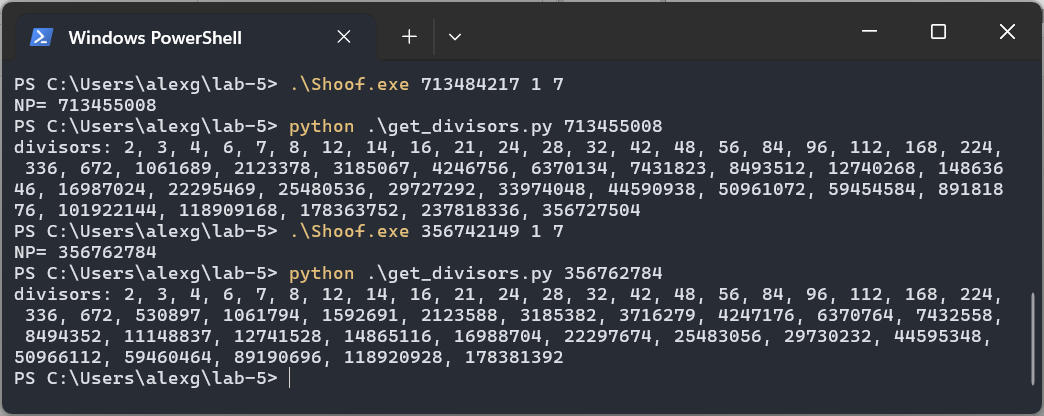 Windows PowerShell
PS C:\Users\alexg\lab-5> .\Shoof.exe 713484217 1 7
NP= 713455008
PS C:\Users\alexg\lab-5> python .\get_divisors.py 713455008
divisors: 2, 3, 4, 6, 7, 8, 12, 14, 16, 21, 24, 28, 32, 42, 48, 56, 84, 96, 112, 168, 224,
336, 672, 1061689, 2123378, 3185067, 4246756, 6370134, 7431823, 8493512, 12740268, 148636
46, 16987024, 22295469, 25480536, 29727292, 33974048, 44590938, 50961072, 59454584, 891818
76, 101922144, 118909168, 178363752, 237818336, 356727504
PS C:\Users\alexg\lab-5> .\Shoof.exe 356742149 1 7
NP= 356762784
PS C:\Users\alexg\lab-5> python .\get_divisors.py 356762784
divisors: 2, 3, 4, 6, 7, 8, 12, 14, 16, 21, 24, 28, 32, 42, 48, 56, 84, 96, 112, 168, 224,
336, 672, 530897, 1061794, 1592691, 2123588, 3185382, 3716279, 4247176, 6370764, 7432558,
8494352, 11148837, 12741528, 14865116, 16988704, 22297674, 25483056, 29730232, 44595348,
50966112, 59460464, 89190696, 118920928, 178381392
PS C:\Users\alexg\lab-5>